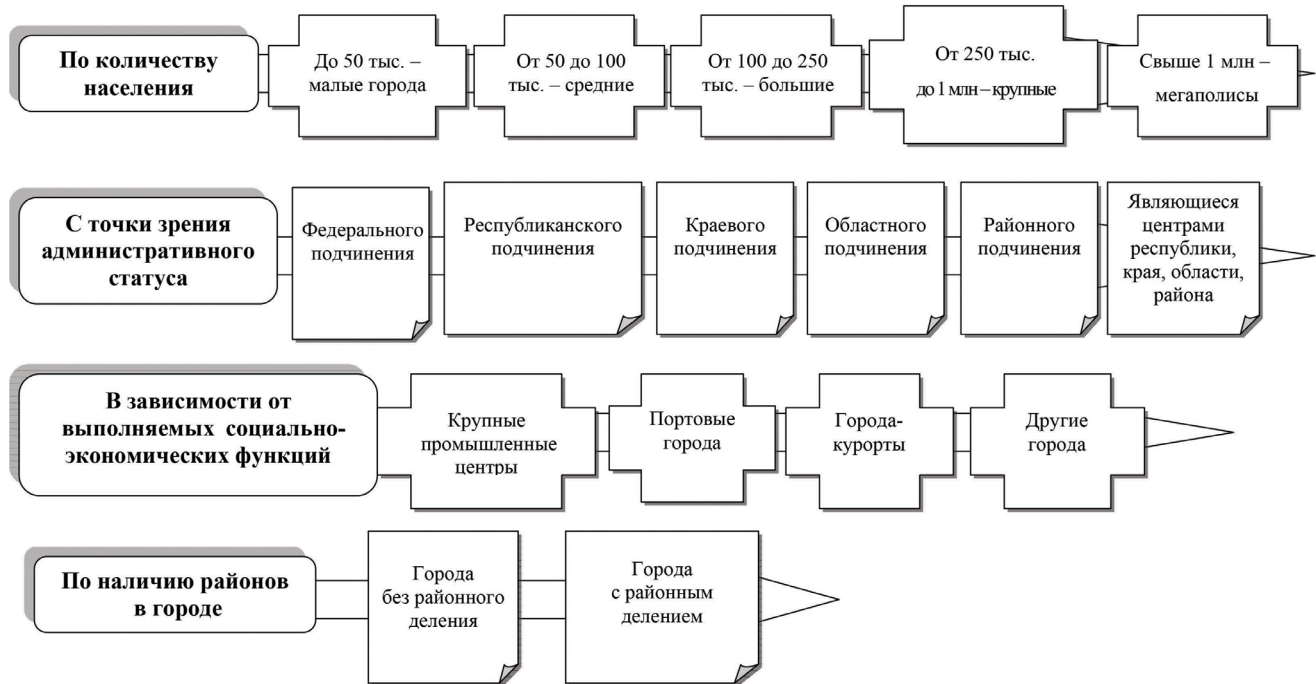 По количеству
населения
До 50 тыс. –
малые города
От 50 до 100
тыс. – средние
От 100 до 250
тыс. – большие
От 250 тыс.
до 1 млн – крупные
Свыше 1 млн –
мегаполисы
С точки зрения
административного
статуса
Федерального
подчинения
Республиканского
подчинения
Краевого
подчинения
Областного
подчинения
Районного
подчинения
Являющиеся
центрами
республики,
края, области,
района
В зависимости от
выполняемых социально-
экономических функций
Крупные
промышленные
центры
Портовые
города
Города-
курорты
Другие
города
По наличию районов
в городе
Города
без районного
деления
Города
с районным
делением